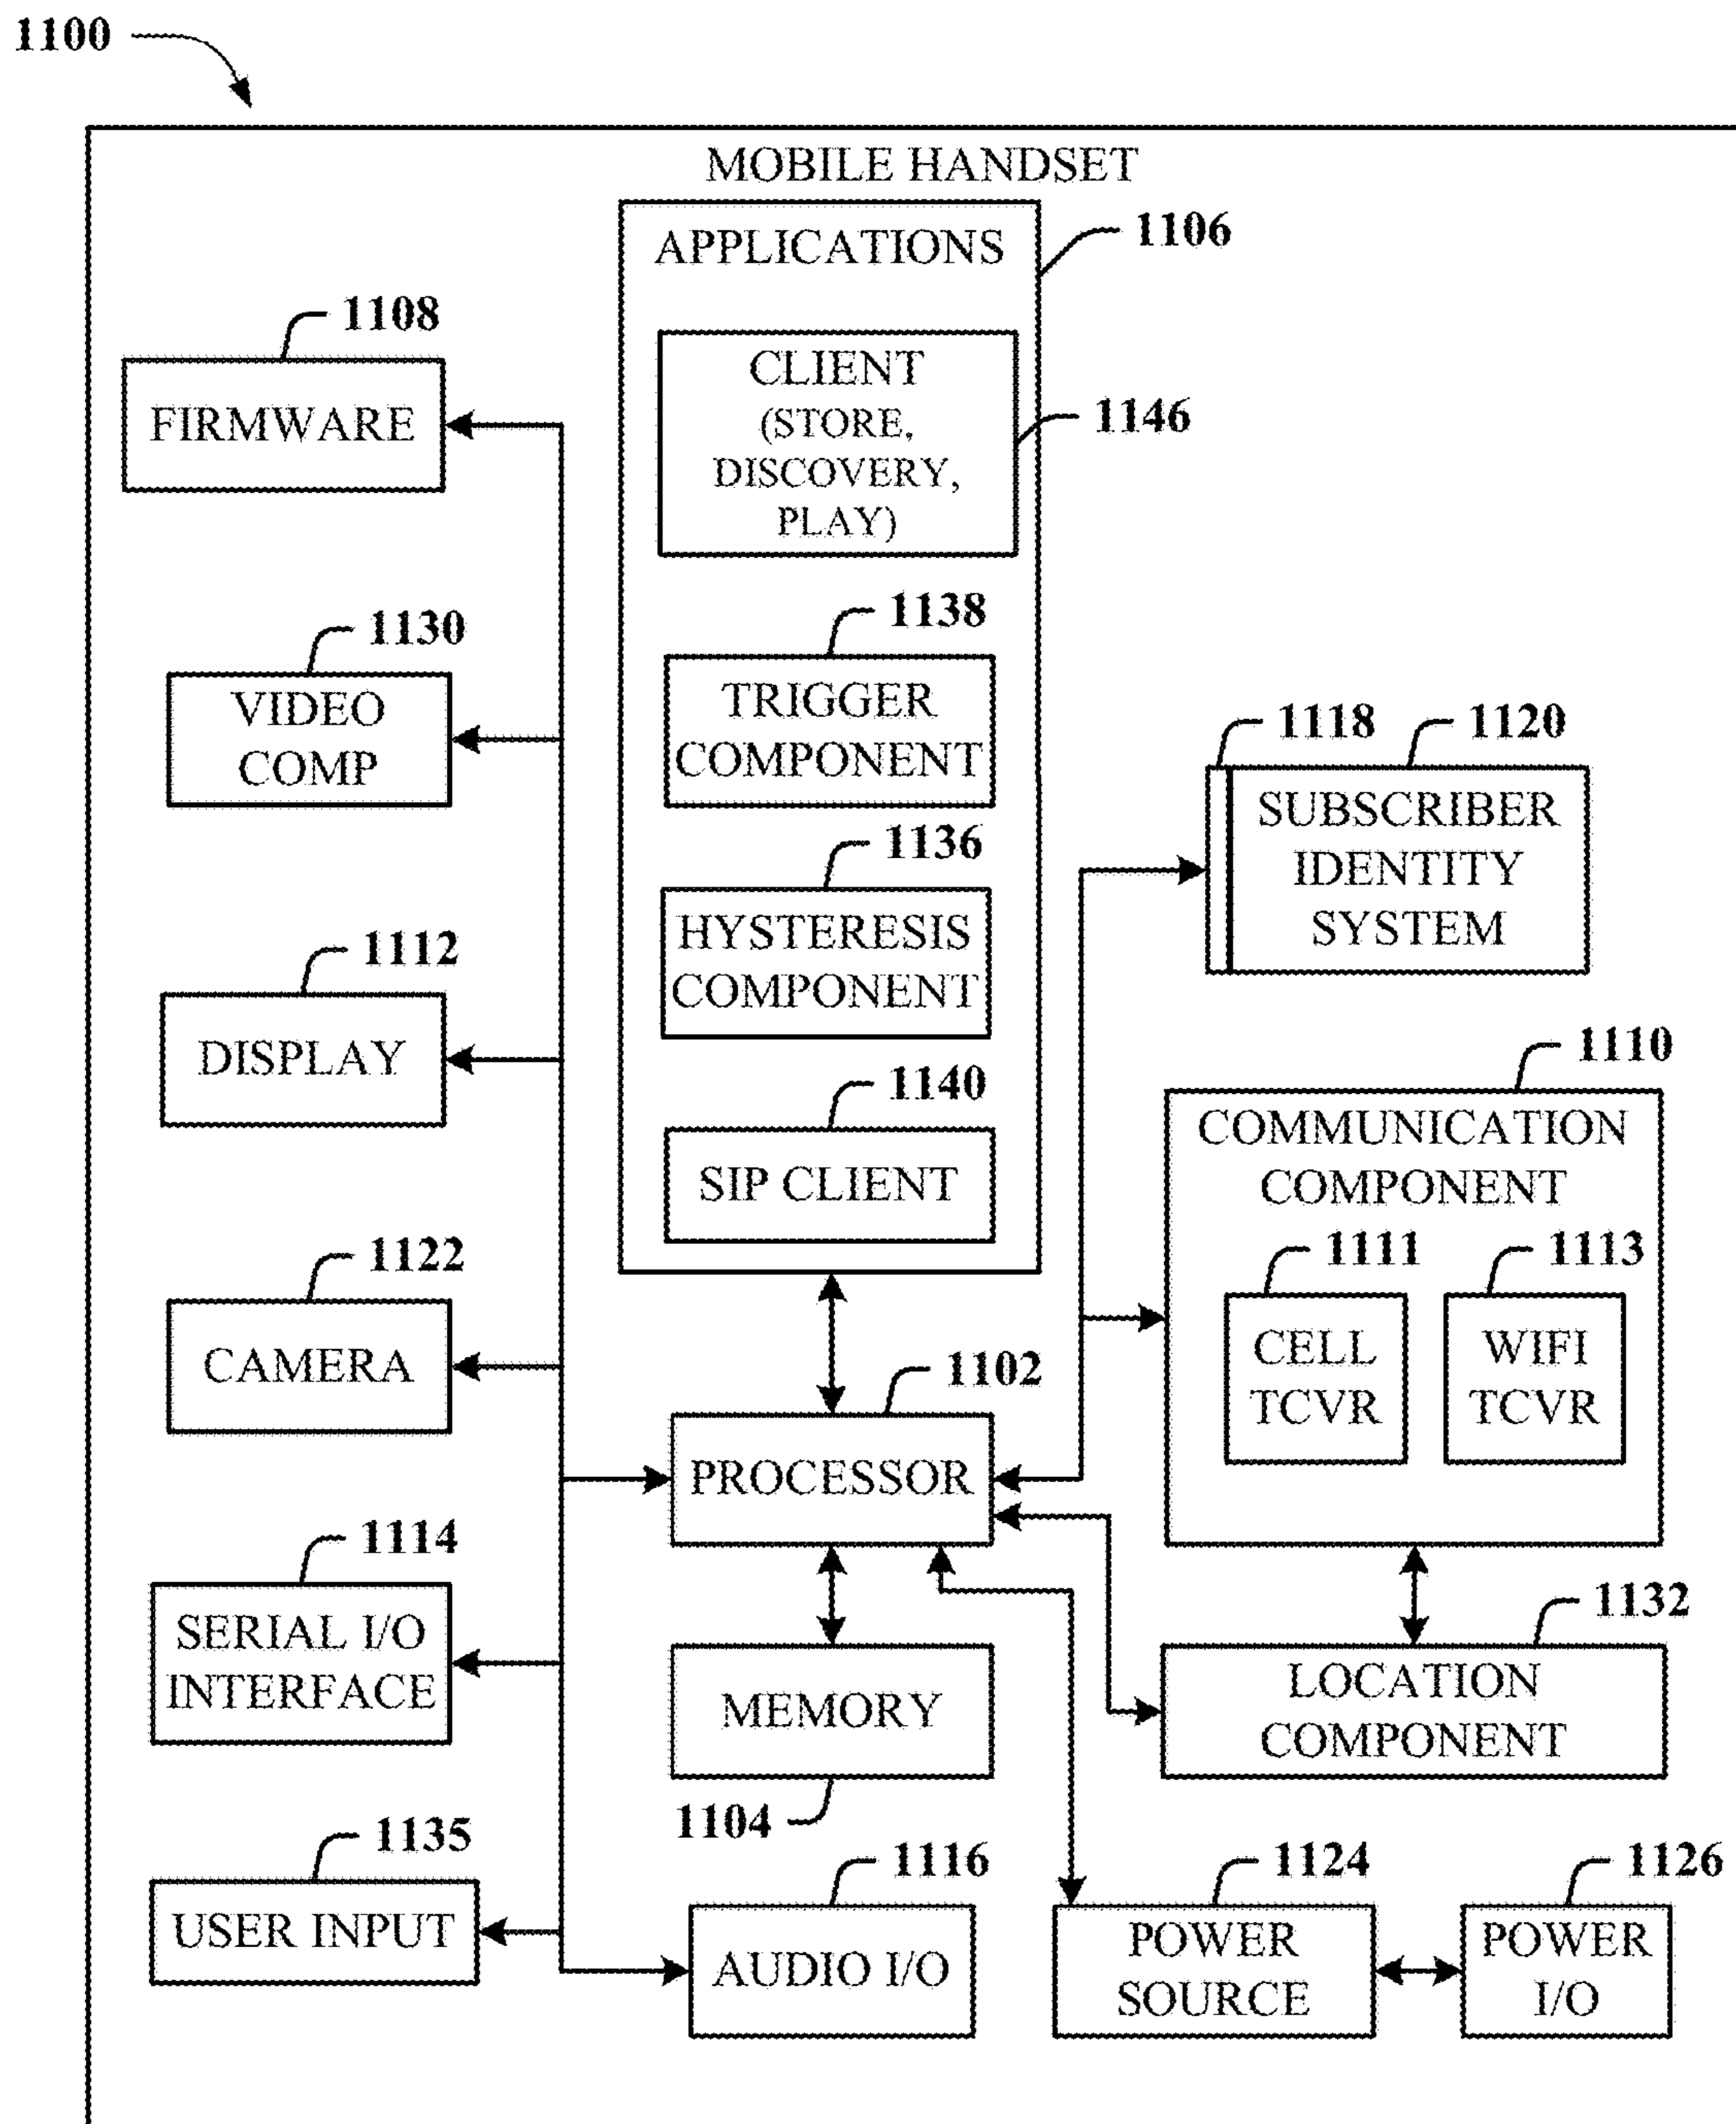 1100
MOBILE HANDSET
APPLICATIONS
1106
CLIENT
(STORE,
DISCOVERY,
PLAY)
1146
1138
TRIGGER
COMPONENT
1136
HYSTERESIS
COMPONENT
1140
SIP CLIENT
1108
FIRMWARE
1130
VIDEO
COMP
1112
DISPLAY
1122
CAMERA
1114
SERIAL I/O
INTERFACE
1135
USER INPUT
1102
PROCESSOR
MEMORY
1104
1116
AUDIO I/O
1118
1120
SUBSCRIBER
IDENTITY
SYSTEM
1110
COMMUNICATION
COMPONENT
1111
CELL
TCVR
1113
WIFI
TCVR
1132
LOCATION
COMPONENT
1124
POWER
SOURCE
1126
POWER
I/O